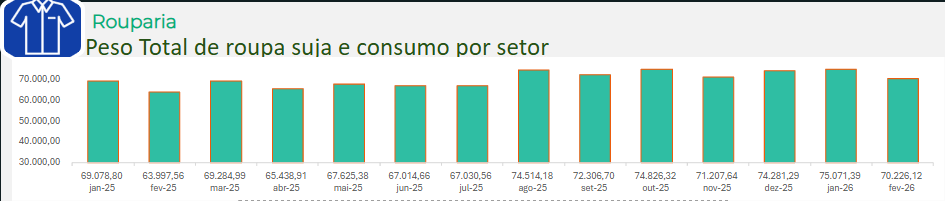 Rouparia
Peso Total de roupa suja e consumo por setor
70.000,00
60.000,00
50.000,00
40.000,00
30.000,00
69.078,80 63.997,56 69.284,99 65.438,91 67.625,38 67.014,66 67.030,56 74.514,18 72.306,70 74.826,32 71.207,64 74.281,29 75.071,39 70.226,12
jan-25 fev-25 mar-25 abr-25 mai-25 jun-25 jul-25 ago-25 set-25 out-25 nov-25 dez-25 jan-26 fev-26